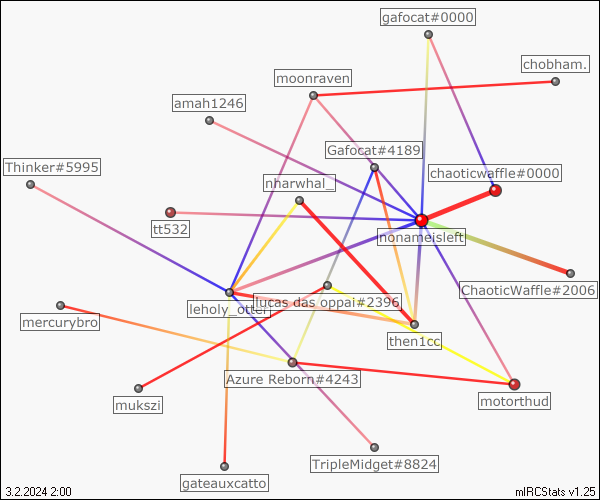 gafocat#0000
chobham.
moonraven
amah1246
Gafocat#4189
Thinker#5995
chaoticwaffle#0000
nharwhal_
tt532
nonameisleft
ChaoticWaffle#2006
leholy_otter
lucas das oppai#2396
mercurybro
then1cc
Azure Reborn#4243
motorthud
mukszi
TripleMidget#8824
gateauxcatto
3.2.2024 2:00
mIRCStats v1.25